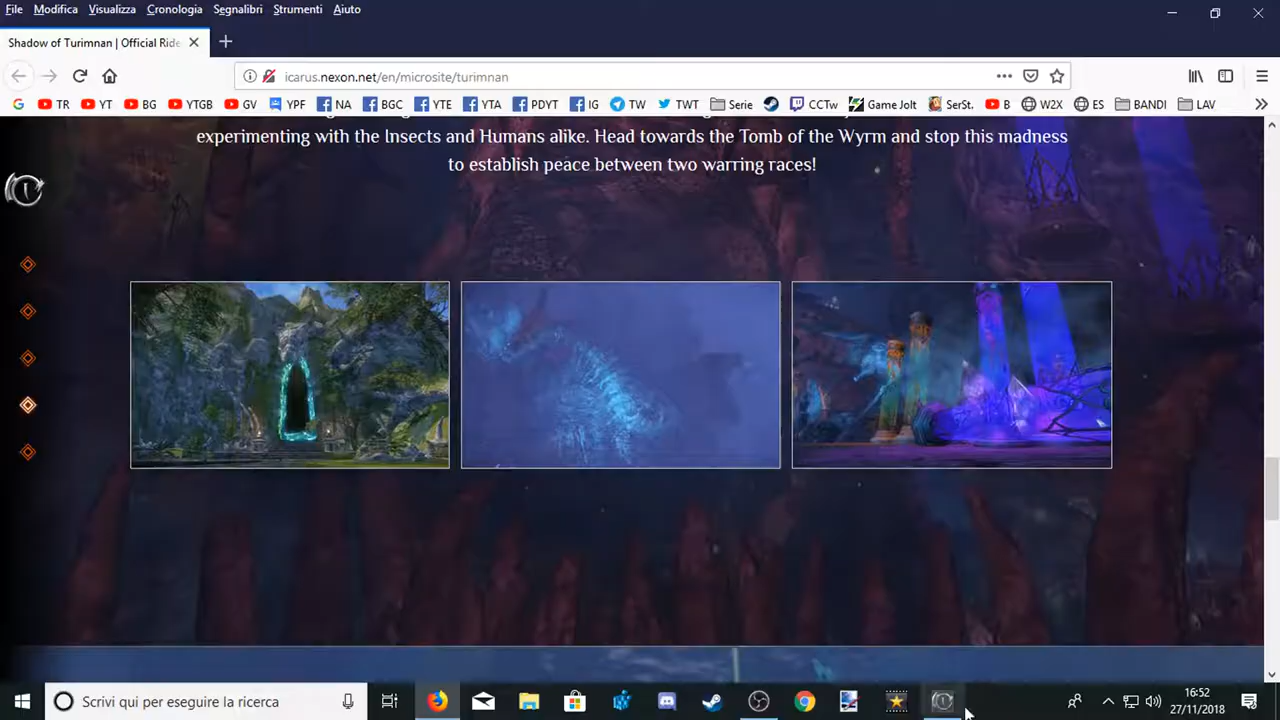 File Modifica Visualizza Cronologia Segnalibri Strumenti Aiuto
Shadow of Turimnan | Official Ride
icarus.nexon.net/en/microsite/turimnan
TR YT BG YTGB GV YPF NA BGC YTE YTA PDYT IG TW TWT Serie CCTw Game Jolt SerSt. B W2X ES BANDI LAV
experimenting with the Insects and Humans alike. Head towards the Tomb of the Wyrm and stop this madness
to establish peace between two warring races!
Scrivi qui per eseguire la ricerca
16:52
27/11/2018